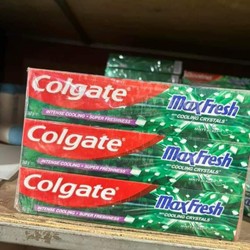 Colgate
MaxFresh
COOLING CRYSTALS
INTENSE COOLING + SUPER FRESHNESS
Colgate
MaxFresh
COOLING CRYSTALS
INTENSE COOLING + SUPER FRESHNESS
Colgate
MaxFresh
COOLING CRYSTALS
INTENSE COOLING + SUPER FRESHNESS